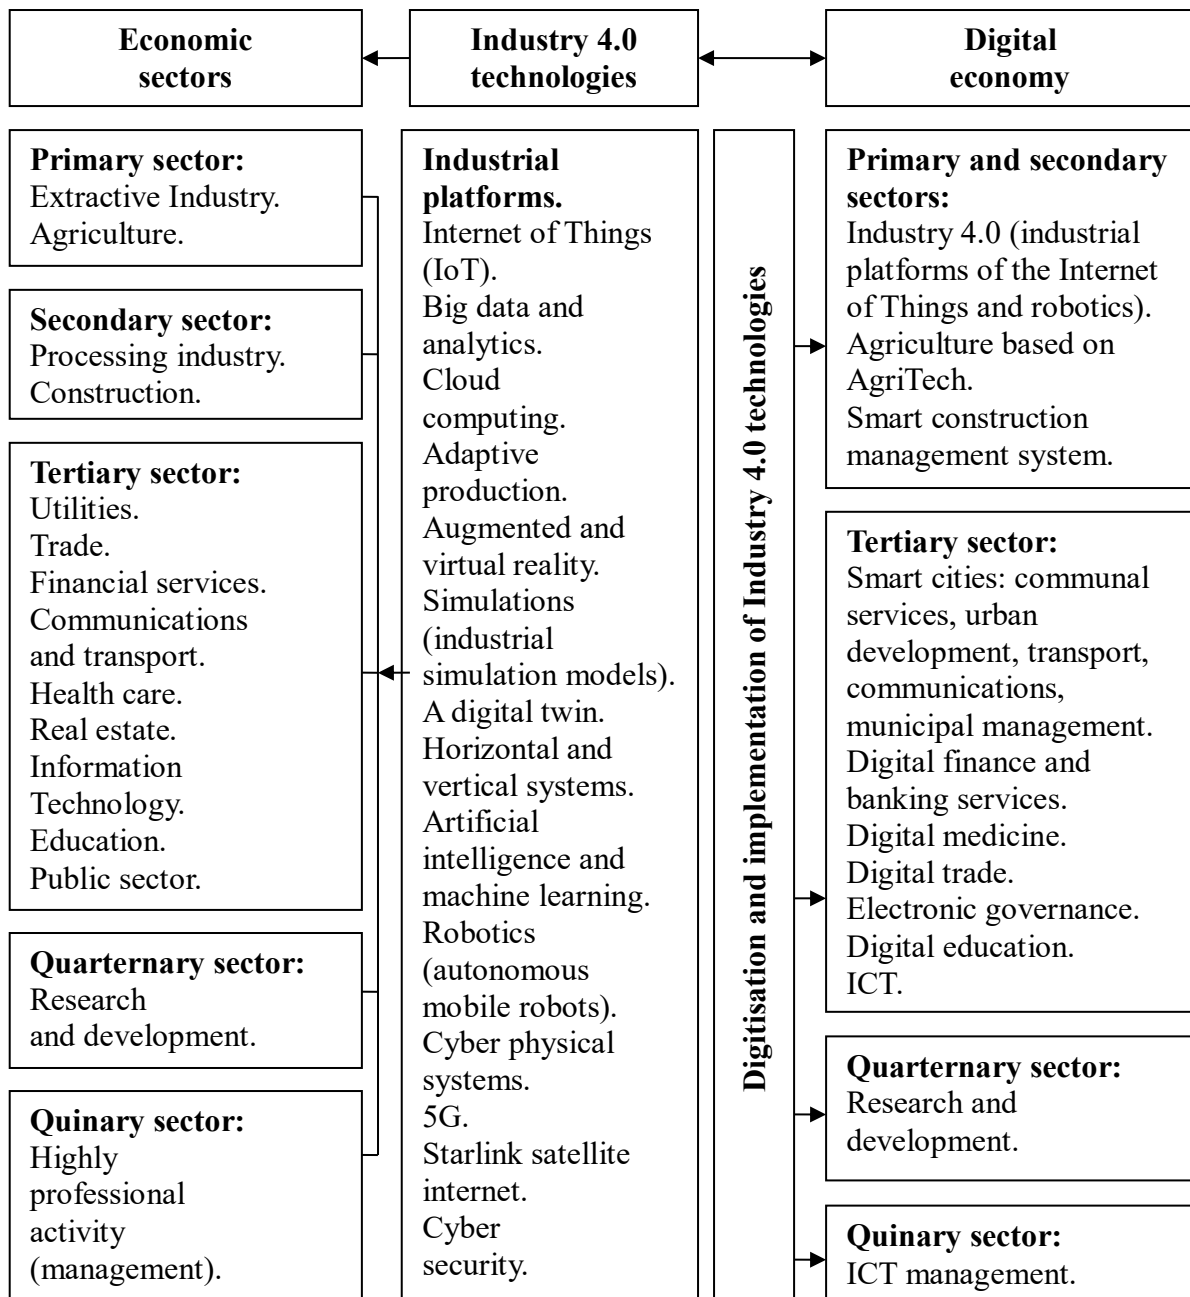 Economic
sectors
Industry 4.0
technologies
Digital
economy
Primary sector:
Extractive Industry.
Agriculture.
Secondary sector:
Processing industry.
Construction.
Tertiary sector:
Utilities.
Trade.
Financial services.
Communications
and transport.
Health care.
Real estate.
Information
Technology.
Education.
Public sector.
Quarternary sector:
Research
and development.
Quinary sector:
Highly
professional
activity
(management).
Industrial
platforms.
Internet of Things
(IoT).
Big data and
analytics.
Cloud
computing.
Adaptive
production.
Augmented and
virtual reality.
Simulations
(industrial
simulation models).
A digital twin.
Horizontal and
vertical systems.
Artificial
intelligence and
machine learning.
Robotics
(autonomous
mobile robots).
Cyber physical
systems.
5G.
Starlink satellite
internet.
Cyber
security.
Digitisation and implementation of Industry 4.0 technologies
Primary and secondary
sectors:
Industry 4.0 (industrial
platforms of the Internet
of Things and robotics).
Agriculture based on
AgriTech.
Smart construction
management system.
Tertiary sector:
Smart cities: communal
services, urban
development, transport,
communications,
municipal management.
Digital finance and
banking services.
Digital medicine.
Digital trade.
Electronic governance.
Digital education.
ICT.
Quarternary sector:
Research and
development.
Quinary sector:
ICT management.